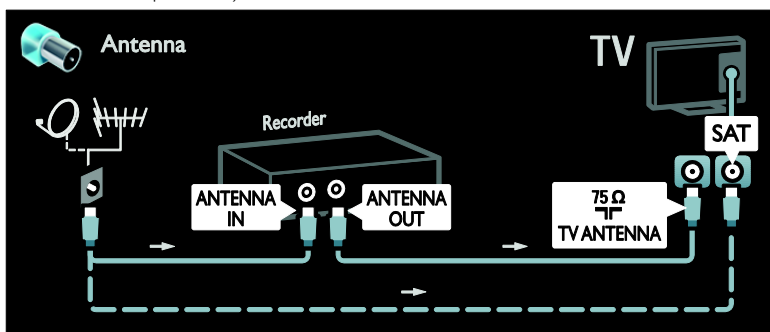 Antenna
TV
Recorder
SAT
ANTENNA
IN
ANTENNA
OUT
75 Ω
TV ANTENNA